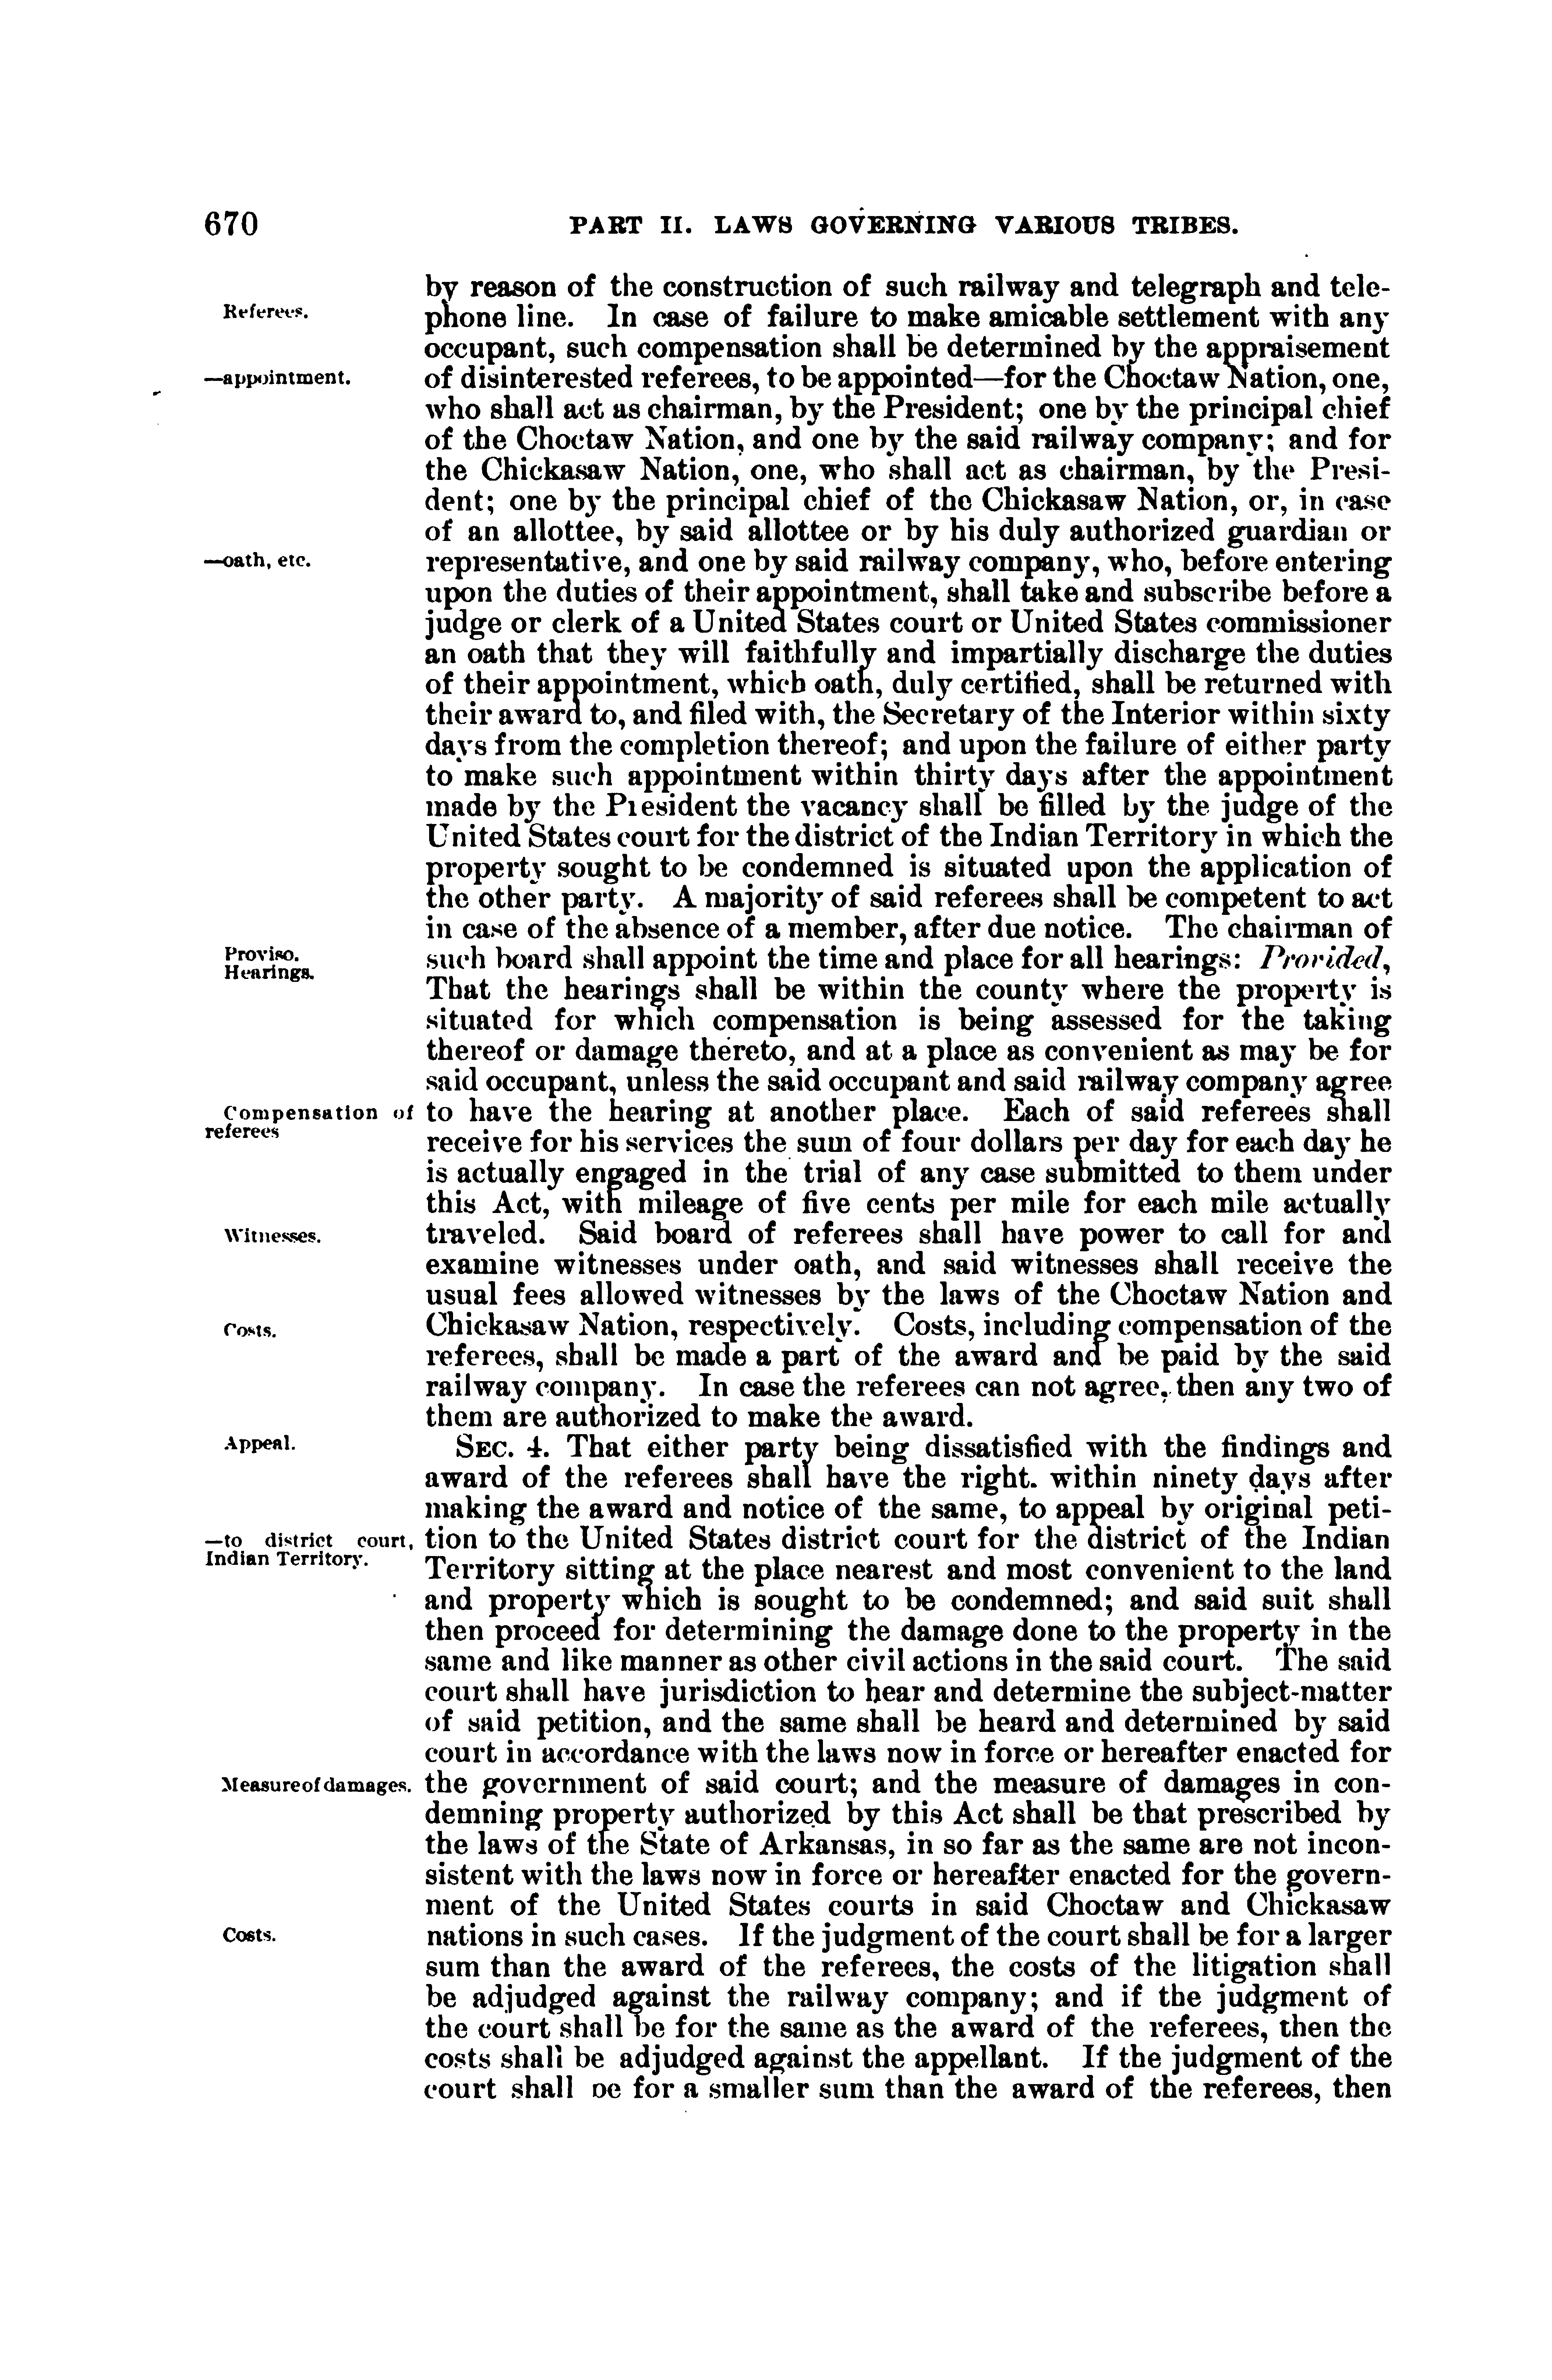 670 PART II. LAWS GOVERNING VARIOUS TRIBES.
by reason of the construction of such railway and telegraph and tele-
Referees. phone line. In case of failure to make amicable settlement with any
occupant, such compensation shall be determined by the appraisement
—appointment. of disinterested referees, to be appointed—for the Choctaw Nation, one,
who shall act as chairman, by the President; one by the principal chief
of the Choctaw Nation, and one by the said railway company; and for
the Chickasaw Nation, one, who shall act as chairman, by the Presi-
dent; one by the principal chief of the Chickasaw Nation, or, in case
of an allottee, by said allottee or by his duly authorized guardian or
—oath, etc. representative, and one by said railway company, who, before entering
upon the duties of their appointment, shall take and subscribe before a
judge or clerk of a United States court or United States commissioner
an oath that they will faithfully and impartially discharge the duties
of their appointment, which oath, duly certified, shall be returned with
their award to, and filed with, the Secretary of the Interior within sixty
days from the completion thereof; and upon the failure of either party
to make such appointment within thirty days after the appointment
made by the President the vacancy shall be filled by the judge of the
United States court for the district of the Indian Territory in which the
property sought to be condemned is situated upon the application of
the other party. A majority of said referees shall be competent to act
in case of the absence of a member, after due notice. The chairman of
Proviso. such board shall appoint the time and place for all hearings: Provided,
Hearings.
That the hearings shall be within the county where the property is
situated for which compensation is being assessed for the taking
thereof or damage thereto, and at a place as convenient as may be for
said occupant, unless the said occupant and said railway company agree
Compensation of to have the hearing at another place. Each of said referees shall
referees receive for his services the sum of four dollars per day for each day he
is actually engaged in the trial of any case submitted to them under
this Act, with mileage of five cents per mile for each mile actually
Witnesses. traveled. Said board of referees shall have power to call for and
examine witnesses under oath, and said witnesses shall receive the
usual fees allowed witnesses by the laws of the Choctaw Nation and
Costs. Chickasaw Nation, respectively. Costs, including compensation of the
referees, shall be made a part of the award and be paid by the said
railway company. In case the referees can not agree, then any two of
them are authorized to make the award.
Appeal. SEC. 4. That either party being dissatisfied with the findings and
award of the referees shall have the right. within ninety days after
making the award and notice of the same, to appeal by original peti-
—to district court, tion to the United States district court for the district of the Indian
Indian Territory. Territory sitting at the place nearest and most convenient to the land
and property which is sought to be condemned; and said suit shall
then proceed for determining the damage done to the property in the
same and like manner as other civil actions in the said court. The said
court shall have jurisdiction to hear and determine the subject-matter
of said petition, and the same shall be heard and determined by said
court in accordance with the laws now in force or hereafter enacted for
Measure of damages. the government of said court; and the measure of damages in con-
demning property authorized by this Act shall be that prescribed by
the laws of the State of Arkansas, in so far as the same are not incon-
sistent with the laws now in force or hereafter enacted for the govern-
ment of the United States courts in said Choctaw and Chickasaw
Costs. nations in such cases. If the judgment of the court shall be for a larger
sum than the award of the referees, the costs of the litigation shall
be adjudged against the railway company; and if the judgment of
the court shall be for the same as the award of the referees, then the
costs shall be adjudged against the appellant. If the judgment of the
court shall be for a smaller sum than the award of the referees, then